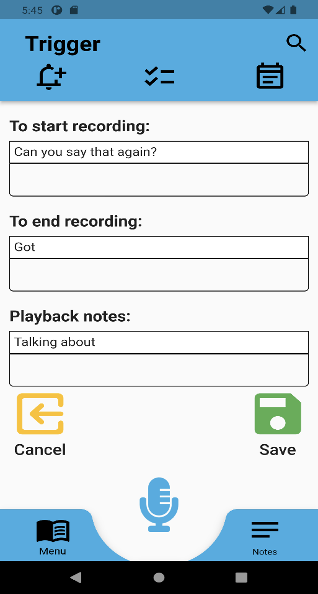 5:45
Trigger
To start recording:
Can you say that again?
To end recording:
Got
Playback notes:
Talking about
Cancel
Save
Menu
Notes